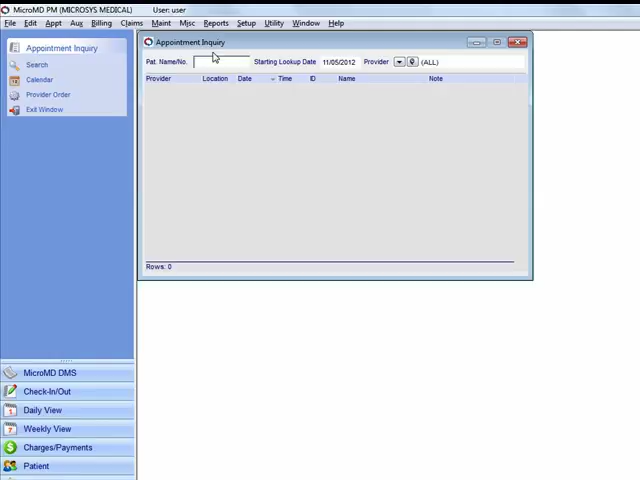 MicroMD PM (MICROSYS MEDICAL) User: user
File Edit Appt Aux Billing Claims Maint Misc Reports Setup Utility Window Help
Appointment Inquiry
Search
Calendar
Provider Order
Exit Window
Appointment Inquiry
Pat. Name/No. Starting Lookup Date 11/05/2012 Provider (ALL)
Provider Location Date Time ID Name Note
Rows: 0
MicroMD DMS
Check-In/Out
Daily View
Weekly View
Charges/Payments
Patient